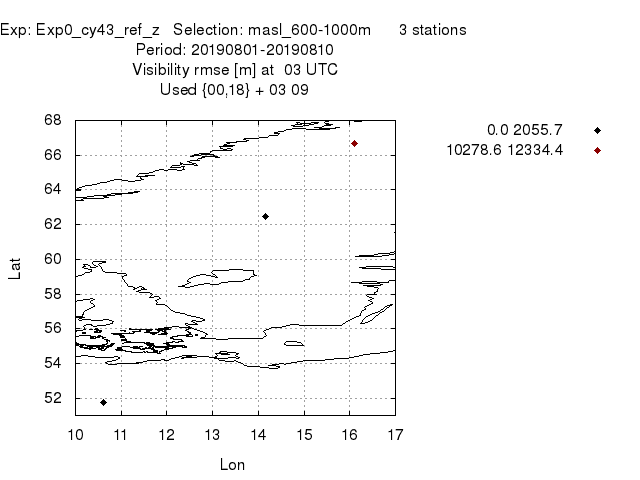 Exp: Exp0_cy43_ref_z Selection: masl_600-1000m 3 stations
Period: 20190801-20190810
Visibility rmse [m] at 03 UTC
Used {00,18} + 03 09
0.0 2055.7
10278.6 12334.4
68
66
64
62
60
58
56
54
52
Lat
10 11 12 13 14 15 16 17
Lon